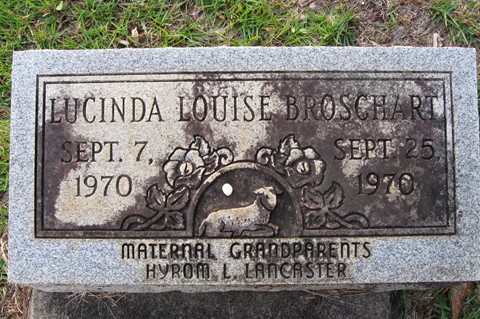 LUCINDA LOUISE BROSCHART
SEPT. 7, SEPT. 25,
1970 1970
MATERNAL GRANDPARENTS
HYROM L. LANCASTER